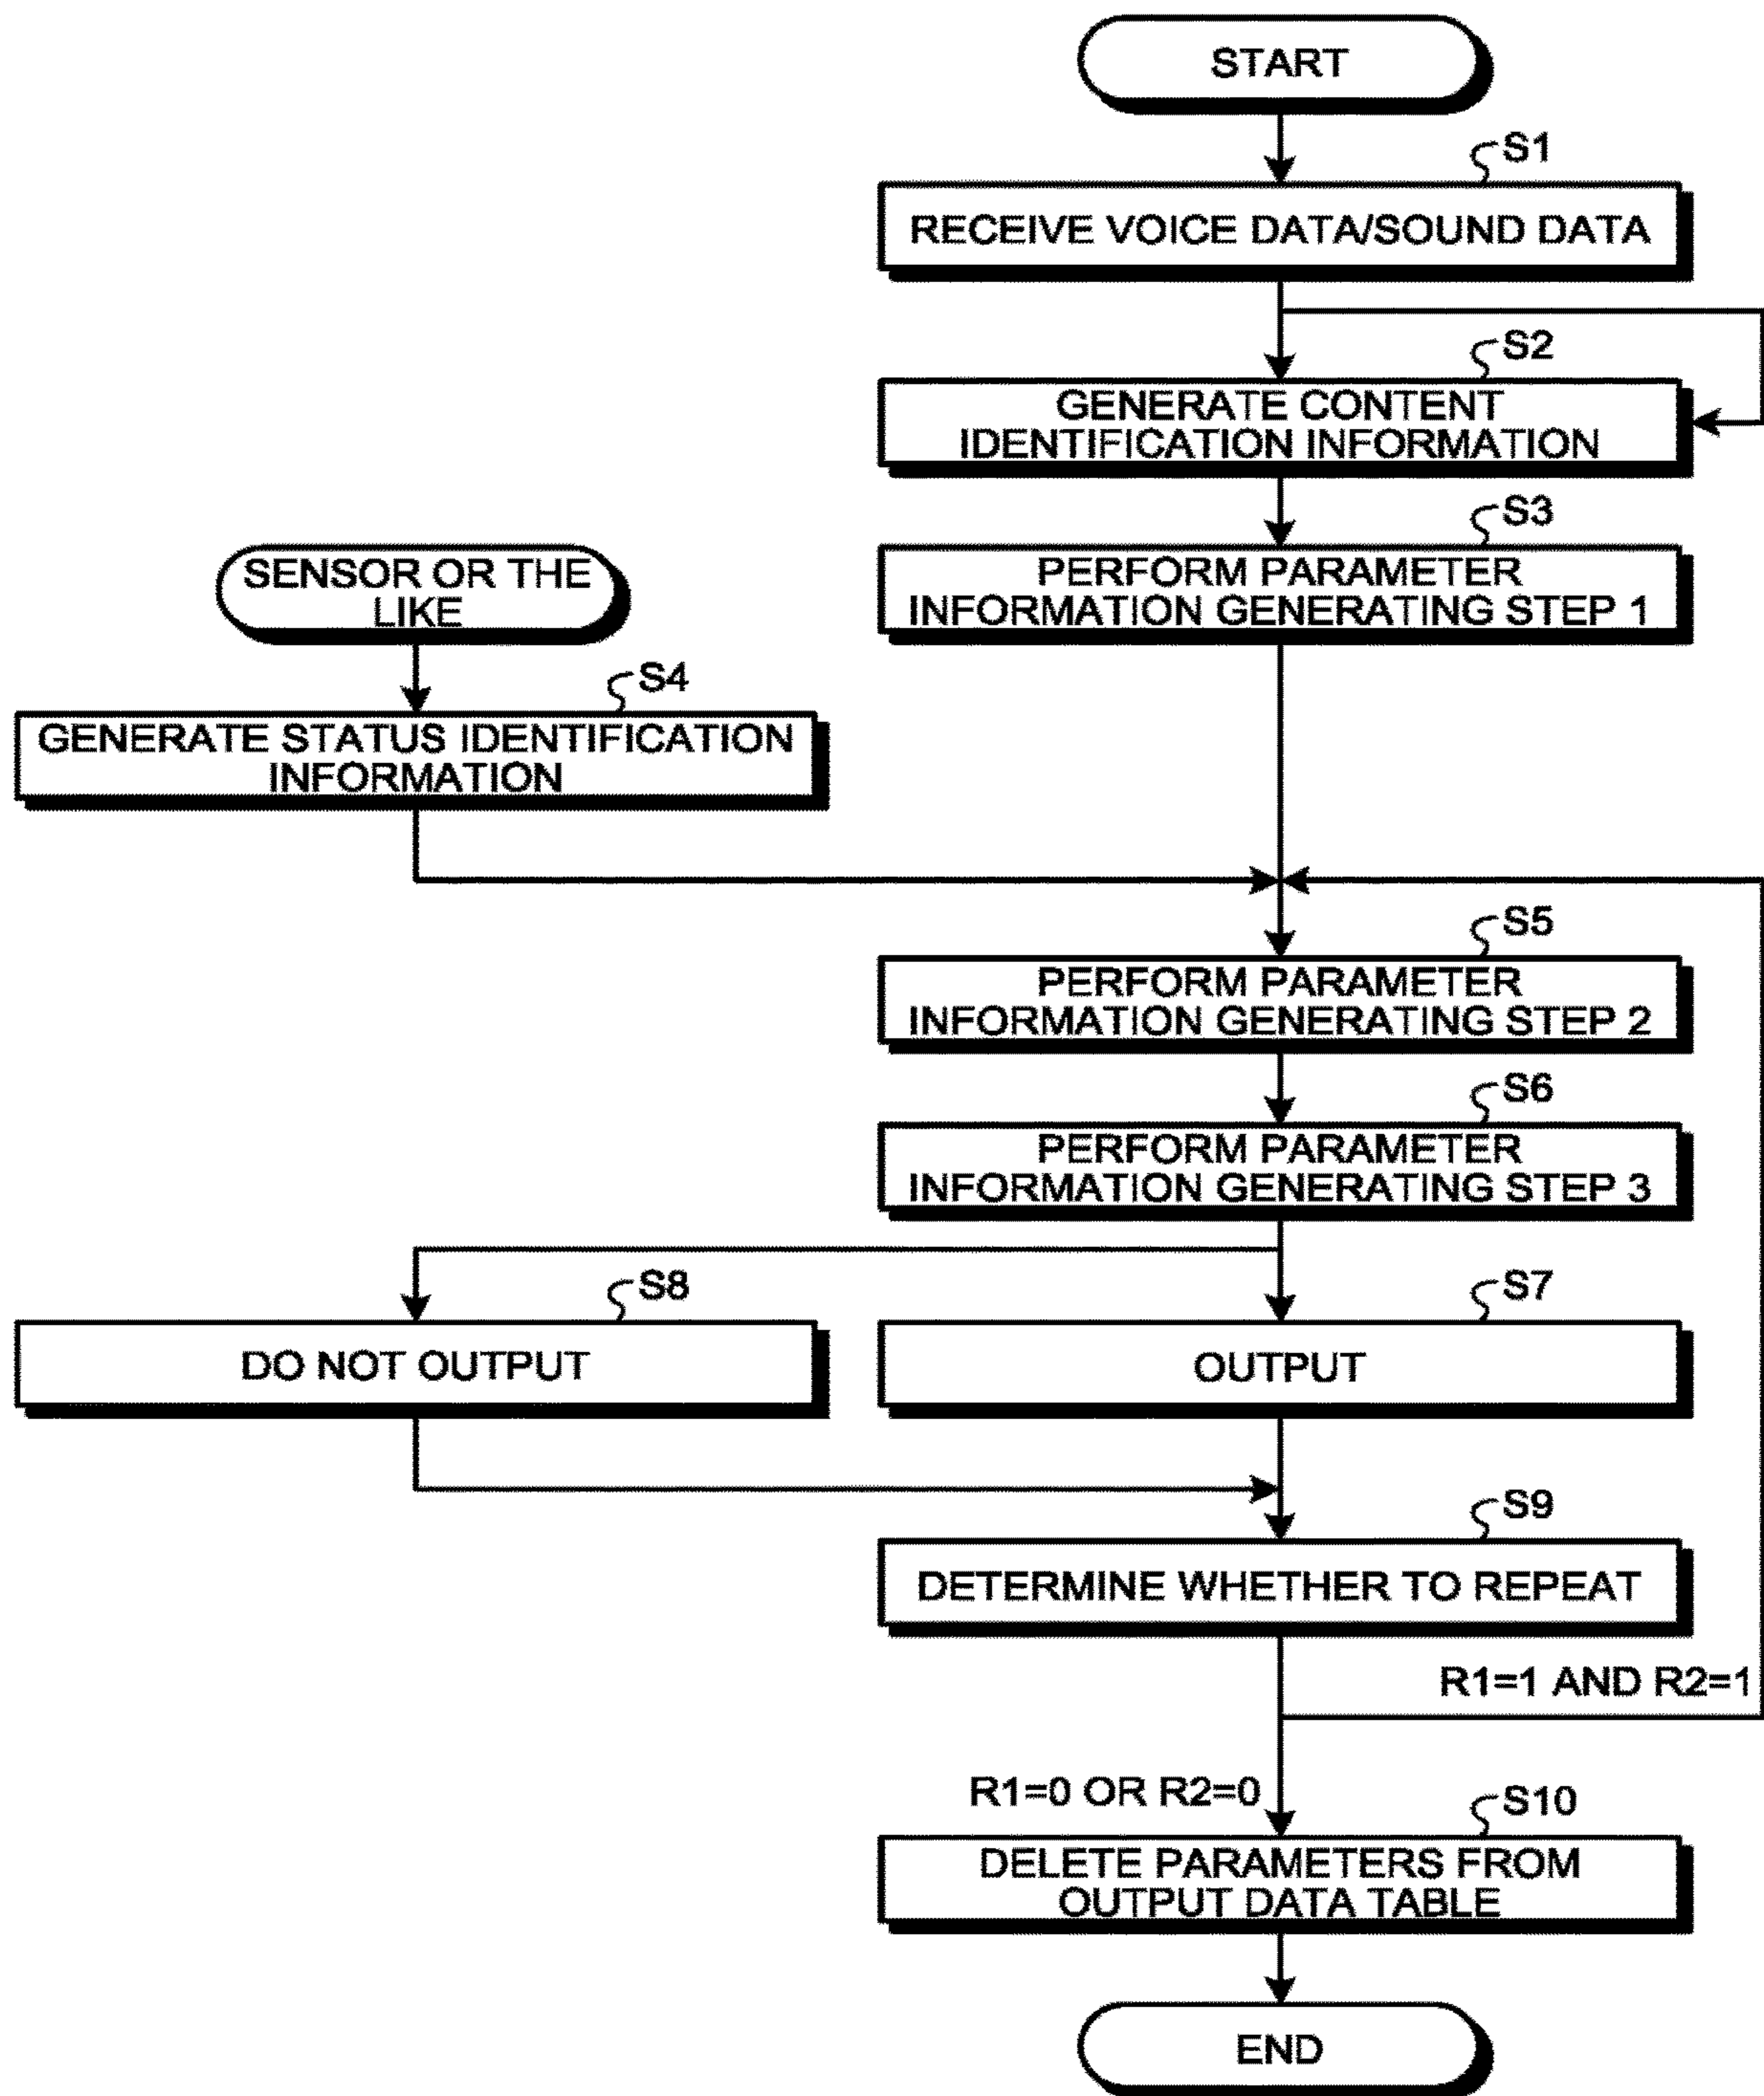 START
S1
RECEIVE VOICE DATA/SOUND DATA
S2
GENERATE CONTENT
IDENTIFICATION INFORMATION
S3
PERFORM PARAMETER
INFORMATION GENERATING STEP 1
SENSOR OR THE
LIKE
S4
GENERATE STATUS IDENTIFICATION
INFORMATION
S5
PERFORM PARAMETER
INFORMATION GENERATING STEP 2
S6
PERFORM PARAMETER
INFORMATION GENERATING STEP 3
S8
DO NOT OUTPUT
S7
OUTPUT
S9
DETERMINE WHETHER TO REPEAT
R1=1 AND R2=1
R1=0 OR R2=0
S10
DELETE PARAMETERS FROM
OUTPUT DATA TABLE
END